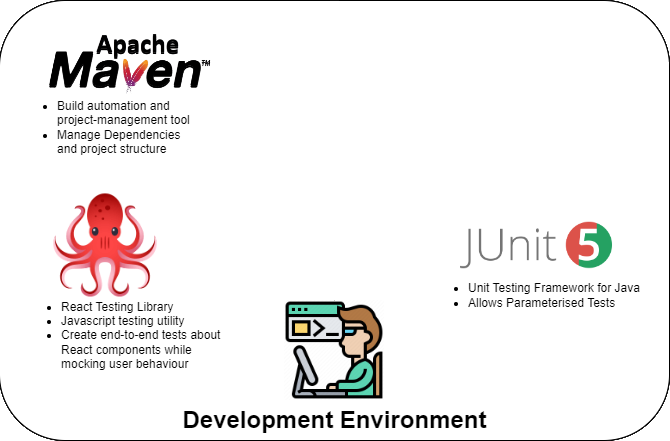 Apache
Maven™
• Build automation and
project-management tool
• Manage Dependencies
and project structure
• React Testing Library
• Javascript testing utility
• Create end-to-end tests about
React components while
mocking user behaviour
JUnit 5
• Unit Testing Framework for Java
• Allows Parameterised Tests
Development Environment